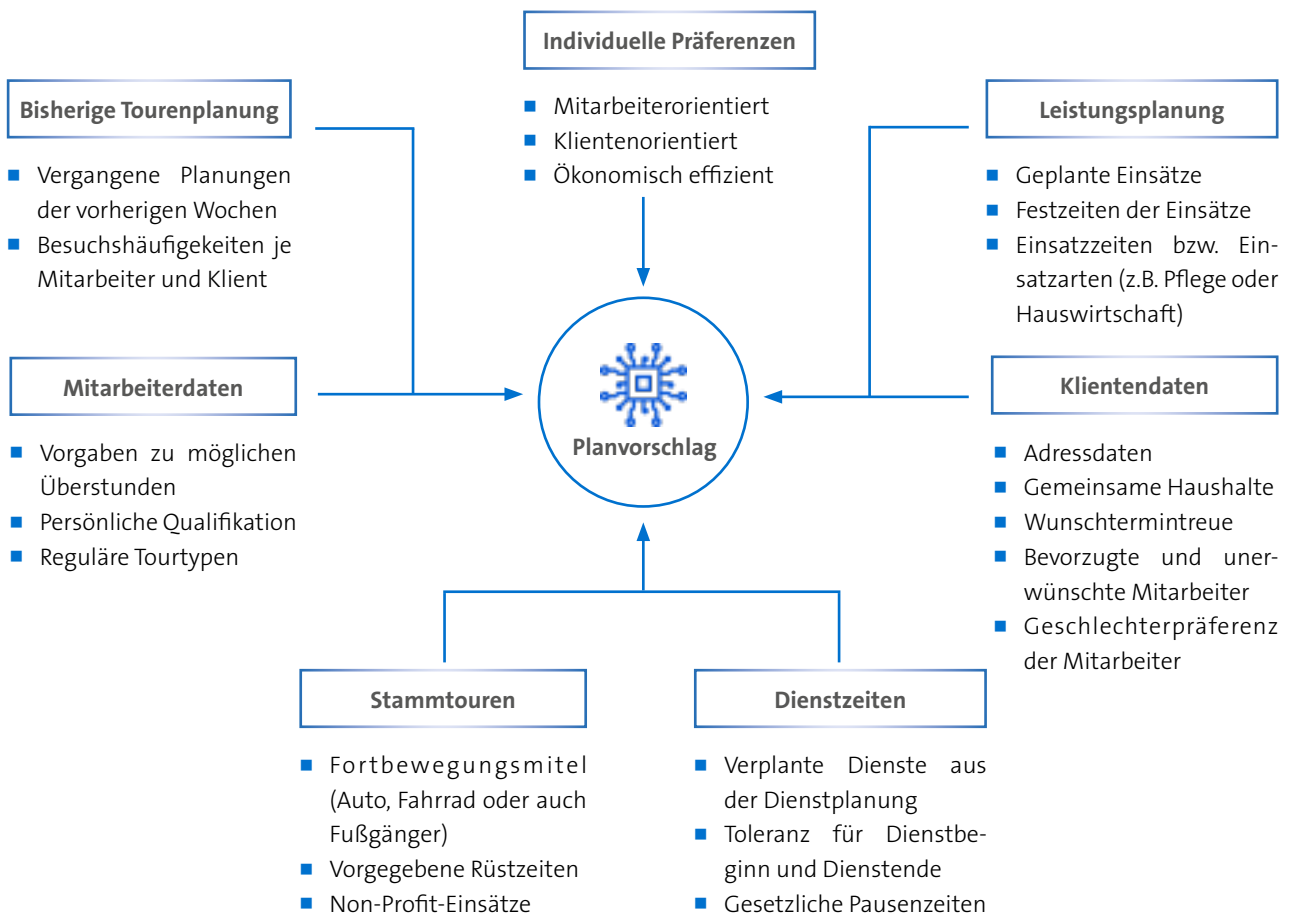 Individuelle Präferenzen
Mitarbeiterorientiert
Klientenorientiert
Ökonomisch effizient
Bisherige Tourenplanung
Vergangene Planungen
der vorherigen Wochen
Besuchshäufigekeiten je
Mitarbeiter und Klient
Leistungsplanung
Geplante Einsätze
Festzeiten der Einsätze
Einsatzzeiten bzw. Ein-
satzarten (z.B. Pflege oder
Hauswirtschaft)
Mitarbeiterdaten
Vorgaben zu möglichen
Überstunden
Persönliche Qualifikation
Reguläre Tourtypen
Planvorschlag
Klientendaten
Adressdaten
Gemeinsame Haushalte
Wunschtermintreue
Bevorzugte und uner-
wünschte Mitarbeiter
Geschlechterpräferenz
der Mitarbeiter
Stammtouren
Fortbewegungsmitel
(Auto, Fahrrad oder auch
Fußgänger)
Vorgegebene Rüstzeiten
Non-Profit-Einsätze
Dienstzeiten
Verplante Dienste aus
der Dienstplanung
Toleranz für Dienstbe-
ginn und Dienstende
Gesetzliche Pausenzeiten